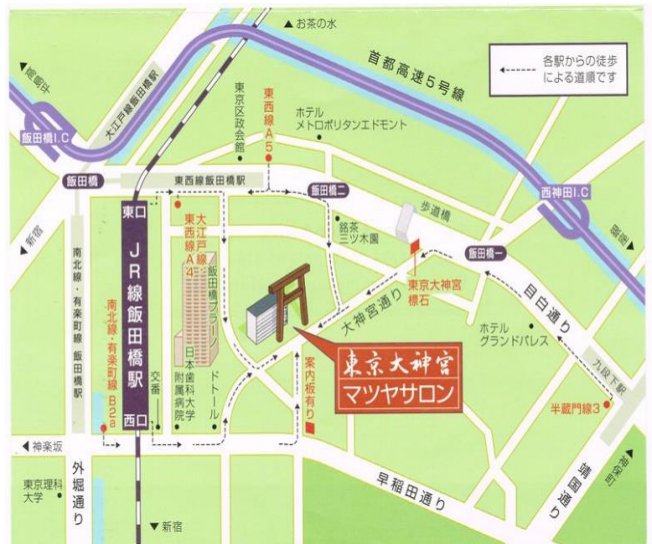 ▲お茶の水
首都高速5号線
各駅からの徒歩
による道順です
高島平
飯田橋I.C
大江戸線飯田橋駅
東京区政会館
東西線A5
ホテル
メトロポリタンエドモント
飯田橋
東西線飯田橋駅
飯田橋二
西神田I.C
歩道橋
箱崎
新宿
東口
JR線飯田橋駅
西口
大江戸線
東西線A4
銘茶
三ツ木園
飯田橋一
南北線・有楽町線 飯田橋駅
南北線・有楽町線 B2a
飯田橋プラーノ
東京大神宮
標石
大神宮通り
目白通り
ホテル
グランドパレス
九段下駅
東京大神宮
マツヤサロン
交番
日本歯科大学
附属病院
ドトール
案内板有り
半蔵門線3
神楽坂
外堀通り
東京理科
大学
早稲田通り
靖国通り
神保町
▼新宿